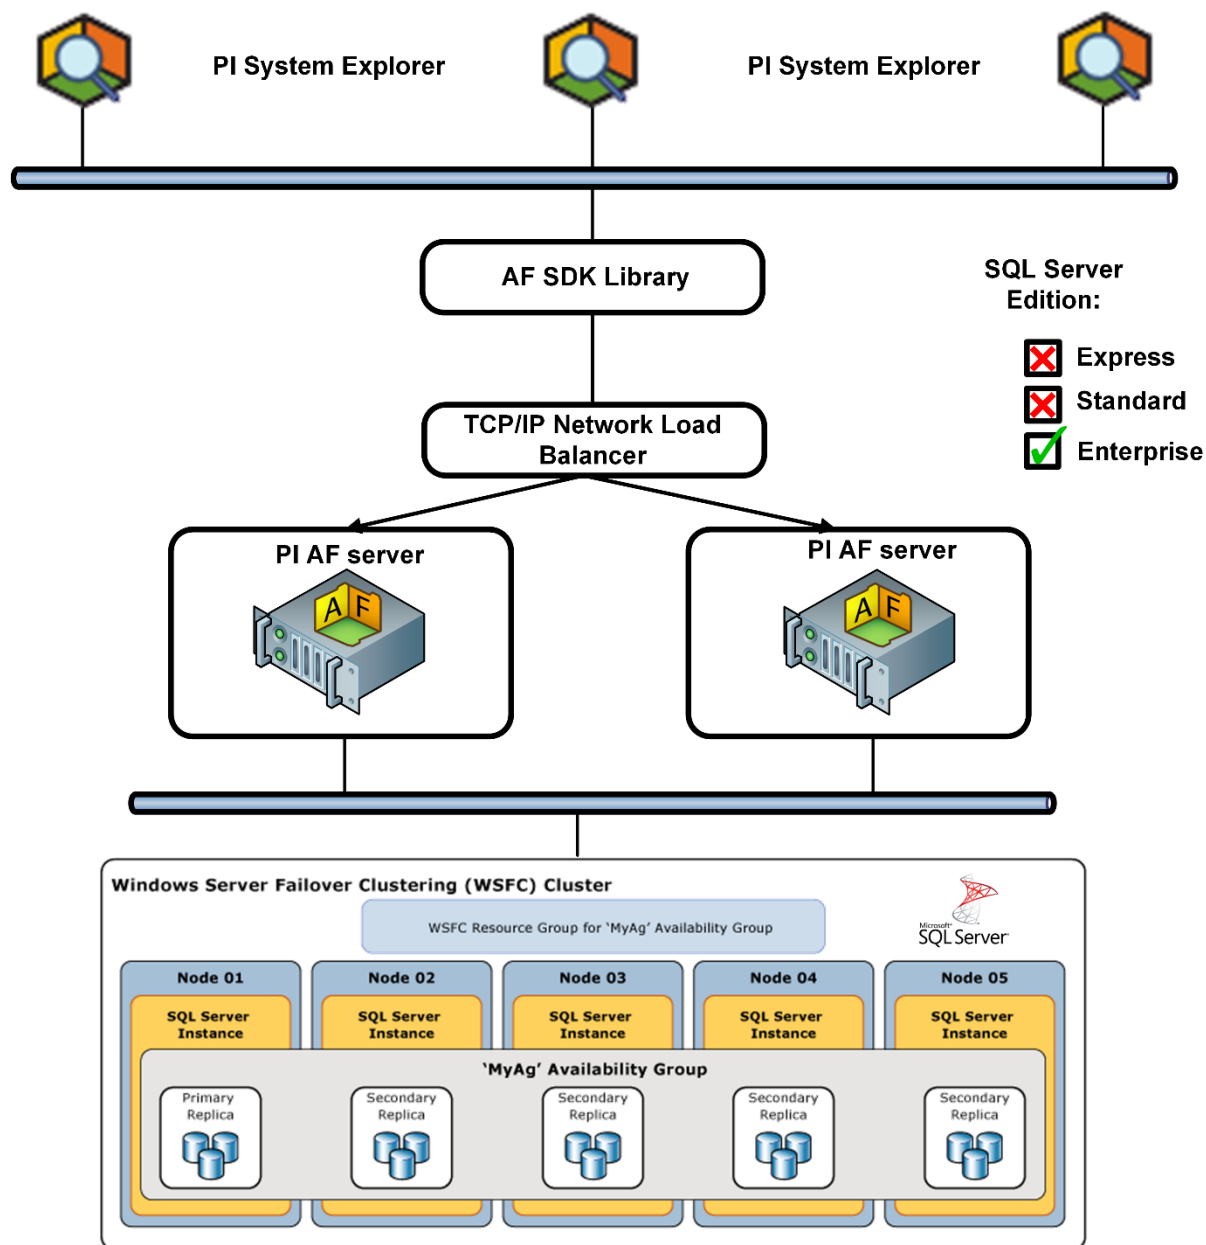 PI System Explorer
PI System Explorer
AF SDK Library
SQL Server
Edition:
Express
Standard
Enterprise
TCP/IP Network Load
Balancer
PI AF server
PI AF server
A F
A F
Windows Server Failover Clustering (WSFC) Cluster
WSFC Resource Group for ‘MyAg’ Availability Group
Microsoft®
SQL Server®
Node 01
Node 02
Node 03
Node 04
Node 05
SQL Server
Instance
SQL Server
Instance
SQL Server
Instance
SQL Server
Instance
SQL Server
Instance
‘MyAg’ Availability Group
Primary
Replica
Secondary
Replica
Secondary
Replica
Secondary
Replica
Secondary
Replica